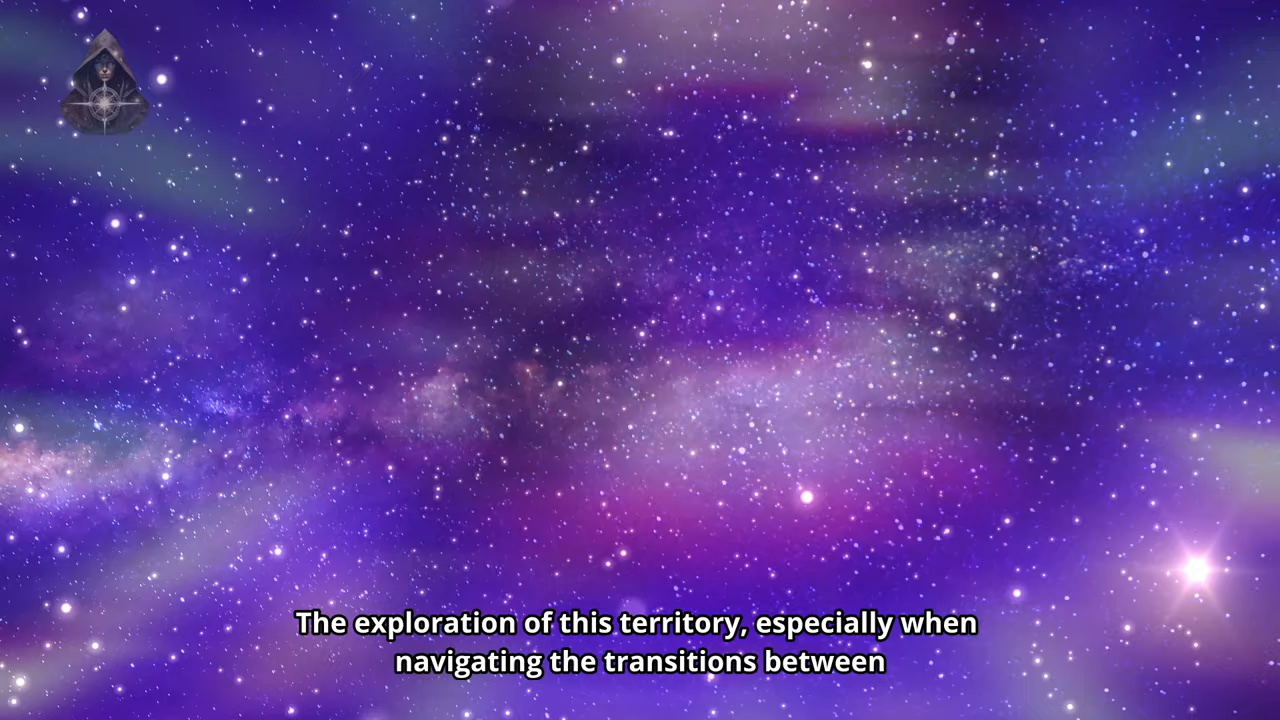 The exploration of this territory, especially when
navigating the transitions between